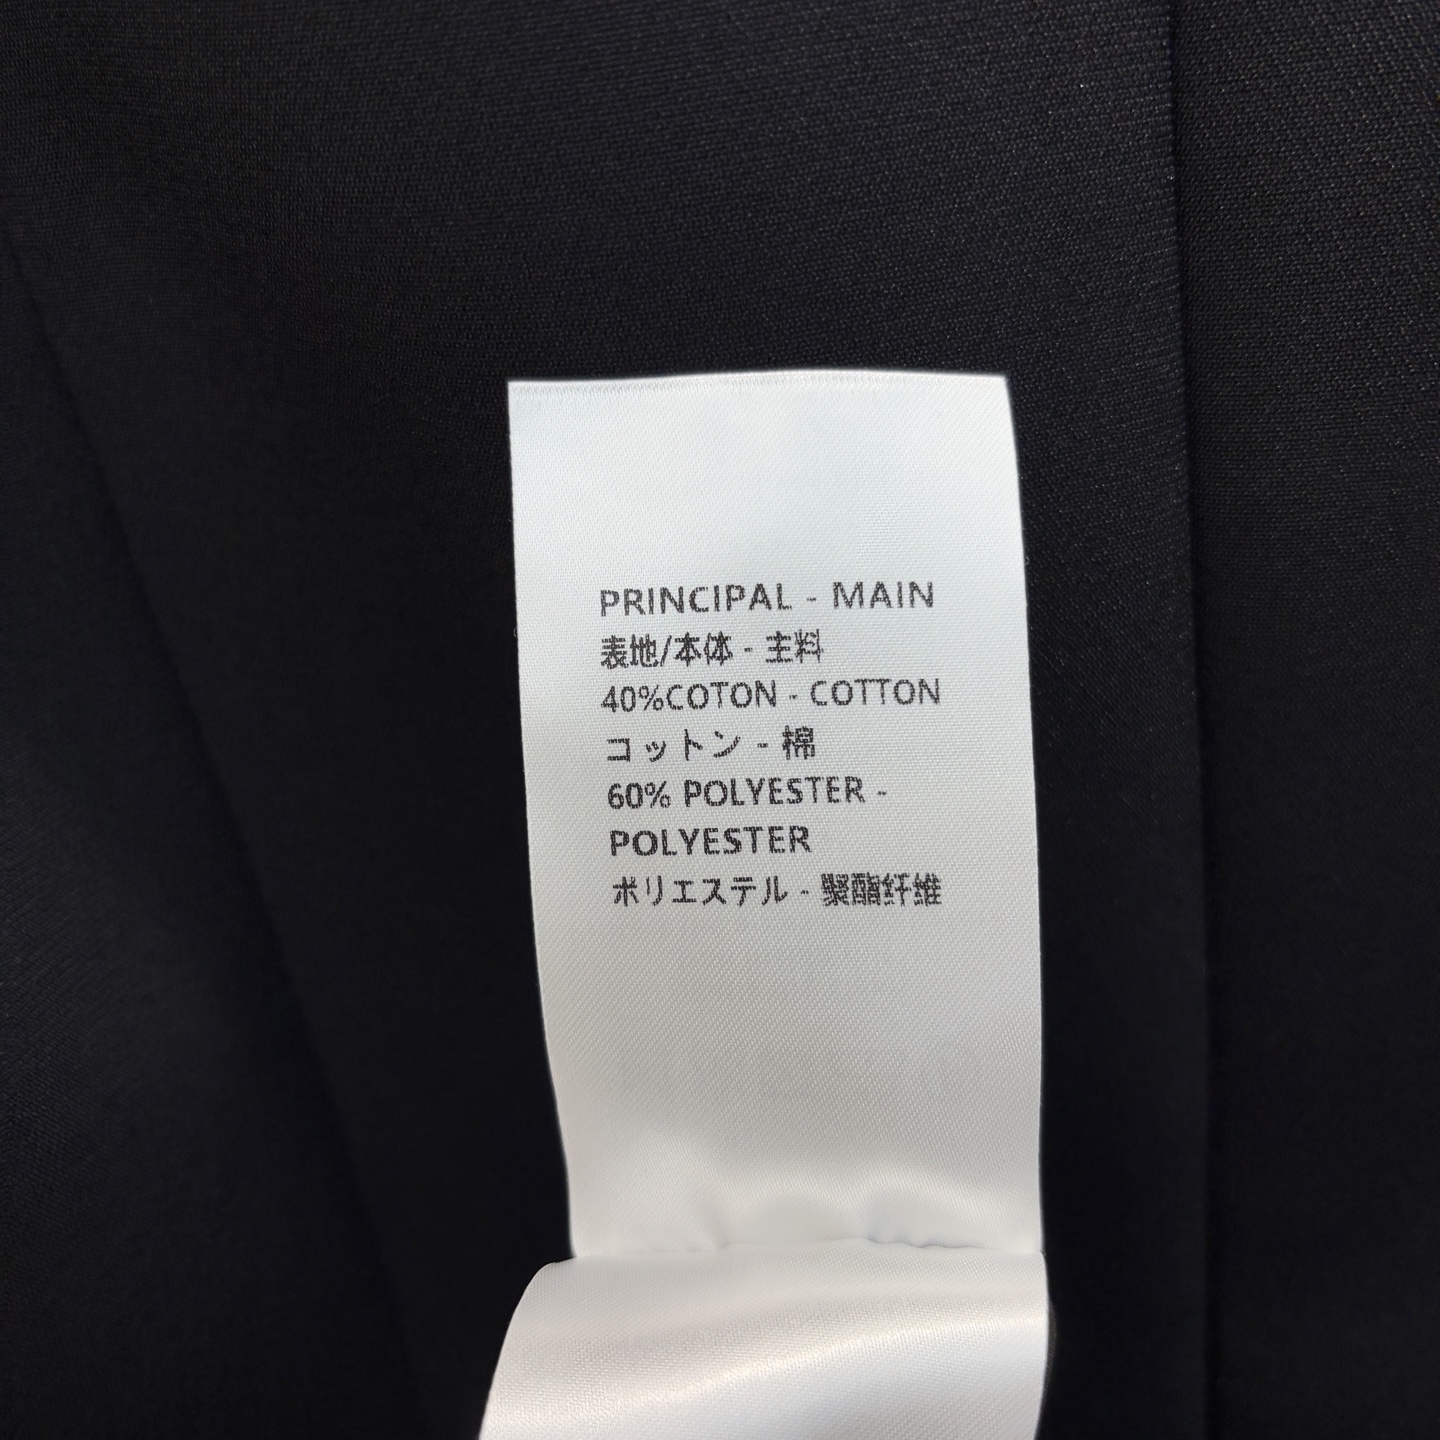 PRINCIPAL - MAIN
表地/本体 - 主料
40%COTON - COTTON
コットン - 棉
60% POLYESTER -
POLYESTER
ポリエステル - 聚酯纤维